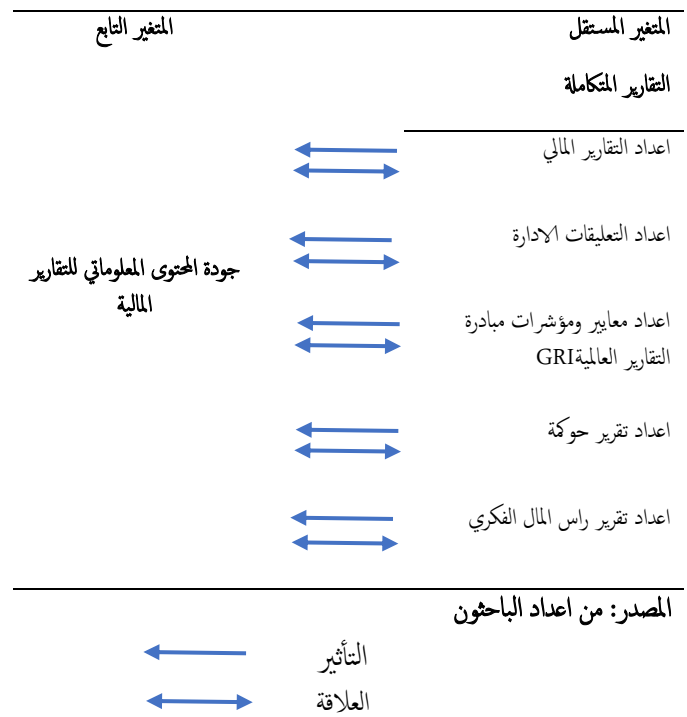 المتغير المستقل
المتغير التابع
التقارير المتكاملة
اعداد التقارير المالي
اعداد التعليقات الادارة
جودة المحتوى المعلوماتي للتقارير
المالية
اعداد معايير ومؤشرات مبادرة
التقارير العالميةGRI
اعداد تقرير حوكمة
اعداد تقرير راس المال الفكري
المصدر: من اعداد الباحثون
التأثير
العلاقة